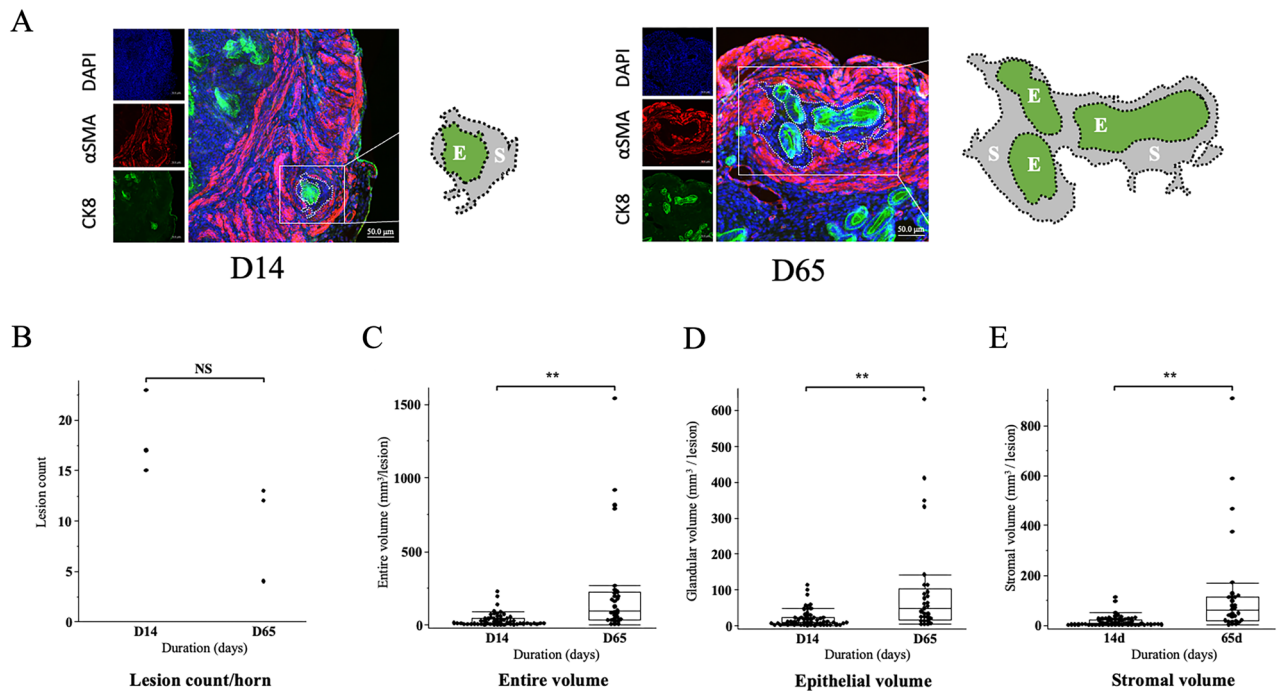 A
DAPI
αSMA
CK8
50.0 μm
E
S
D14
DAPI
αSMA
CK8
50.0 μm
E
E
E
S
S
D65
B
NS
Lesion count
20
15
10
5
0
D14
D65
Duration (days)
Lesion count/horn
C
**
Entire volume (mm³/lesion)
1500
1000
500
0
D14
D65
Duration (days)
Entire volume
D
**
Glandular volume (mm³ / lesion)
600
500
400
300
200
100
0
D14
D65
Duration (days)
Epithelial volume
E
**
Stromal volume (mm³ / lesion)
800
600
400
200
0
14d
65d
Duration (days)
Stromal volume